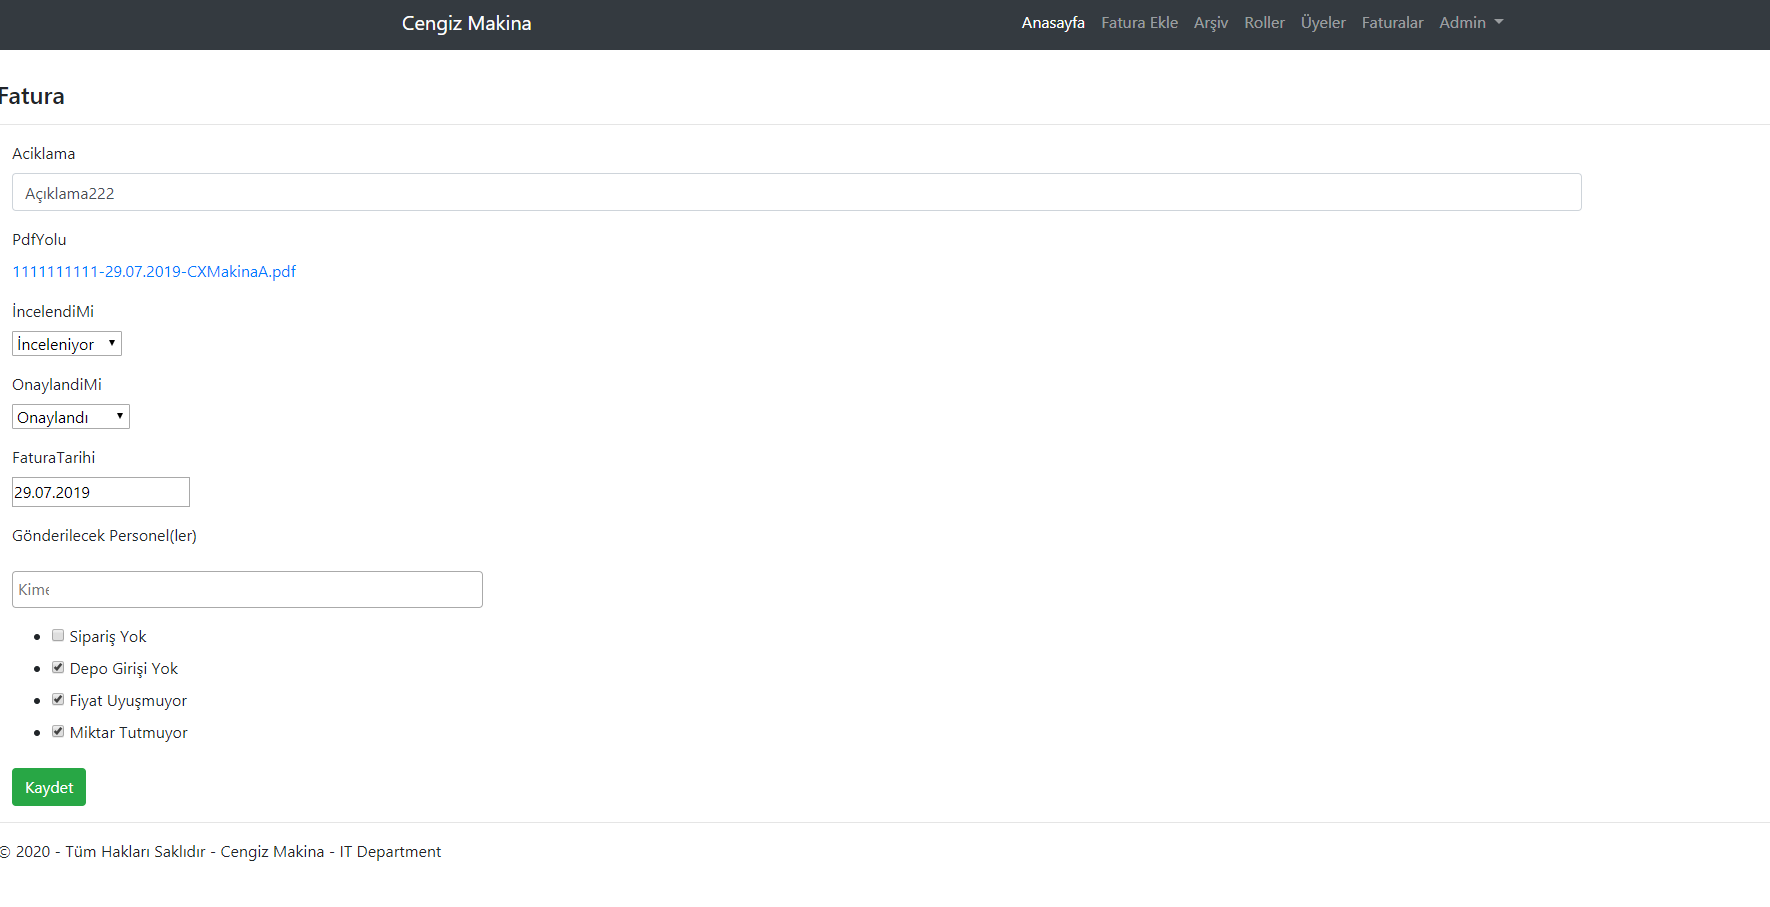 Cengiz Makina Anasayfa Fatura Ekle Arşiv Roller Üyeler Faturalar Admin
Fatura
Aciklama
Açıklama222
PdfYolu
1111111111-29.07.2019-CXMakinaA.pdf
İncelendiMi
İnceleniyor
OnaylandiMi
Onaylandı
FaturaTarihi
29.07.2019
Gönderilecek Personel(ler)
Kime
Sipariş Yok
Depo Girişi Yok
Fiyat Uyuşmuyor
Miktar Tutmuyor
Kaydet
© 2020 - Tüm Hakları Saklıdır - Cengiz Makina - IT Department